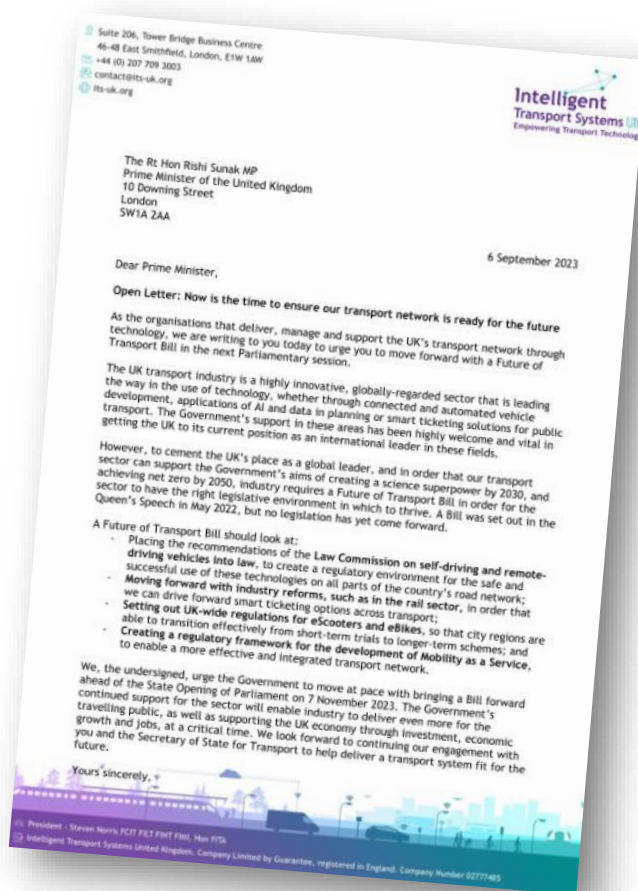 Suite 206, Tower Bridge Business Centre
46-48 East Smithfield, London, E1W 1AW
+44 (0) 207 709 3003
contact@its-uk.org
its-uk.org
Intelligent
Transport Systems UK
Empowering Transport Technology
The Rt Hon Rishi Sunak MP
Prime Minister of the United Kingdom
10 Downing Street
London
SW1A 2AA
6 September 2023
Dear Prime Minister,
Open Letter: Now is the time to ensure our transport network is ready for the future
As the organisations that deliver, manage and support the UK's transport network through
technology, we are writing to you today to urge you to move forward with a Future of
Transport Bill in the next Parliamentary session.
The UK transport industry is a highly innovative, globally-regarded sector that is leading
the way in the use of technology, whether through connected and automated vehicle
development, applications of AI and data in planning or smart ticketing solutions for public
transport. The Government's support in these areas has been highly welcome and vital in
getting the UK to its current position as an international leader in these fields.
However, to cement the UK's place as a global leader, and in order that our transport
sector can support the Government's aims of creating a science superpower by 2030, and
achieving net zero by 2050, industry requires a Future of Transport Bill in order for the
sector to have the right legislative environment in which to thrive. A Bill was set out in the
Queen's Speech in May 2022, but no legislation has yet come forward.
A Future of Transport Bill should look at:
- Placing the recommendations of the Law Commission on self-driving and remote-
driving vehicles into law, to create a regulatory environment for the safe and
successful use of these technologies on all parts of the country's road network;
- Moving forward with industry reforms, such as in the rail sector, in order that
we can drive forward smart ticketing options across transport;
- Setting out UK-wide regulations for eScooters and eBikes, so that city regions are
able to transition effectively from short-term trials to longer-term schemes; and
- Creating a regulatory framework for the development of Mobility as a Service,
to enable a more effective and integrated transport network.
We, the undersigned, urge the Government to move at pace with bringing a Bill forward
ahead of the State Opening of Parliament on 7 November 2023. The Government's
continued support for the sector will enable industry to deliver even more for the
travelling public, as well as supporting the UK economy through investment, economic
growth and jobs, at a critical time. We look forward to continuing our engagement with
you and the Secretary of State for Transport to help deliver a transport system fit for the
future.
Yours sincerely,
President - Steven Norris FCIT FILT FIHT FIHI, Hon FITA
Intelligent Transport Systems United Kingdom. Company Limited by Guarantee, registered in England. Company Number 02777485